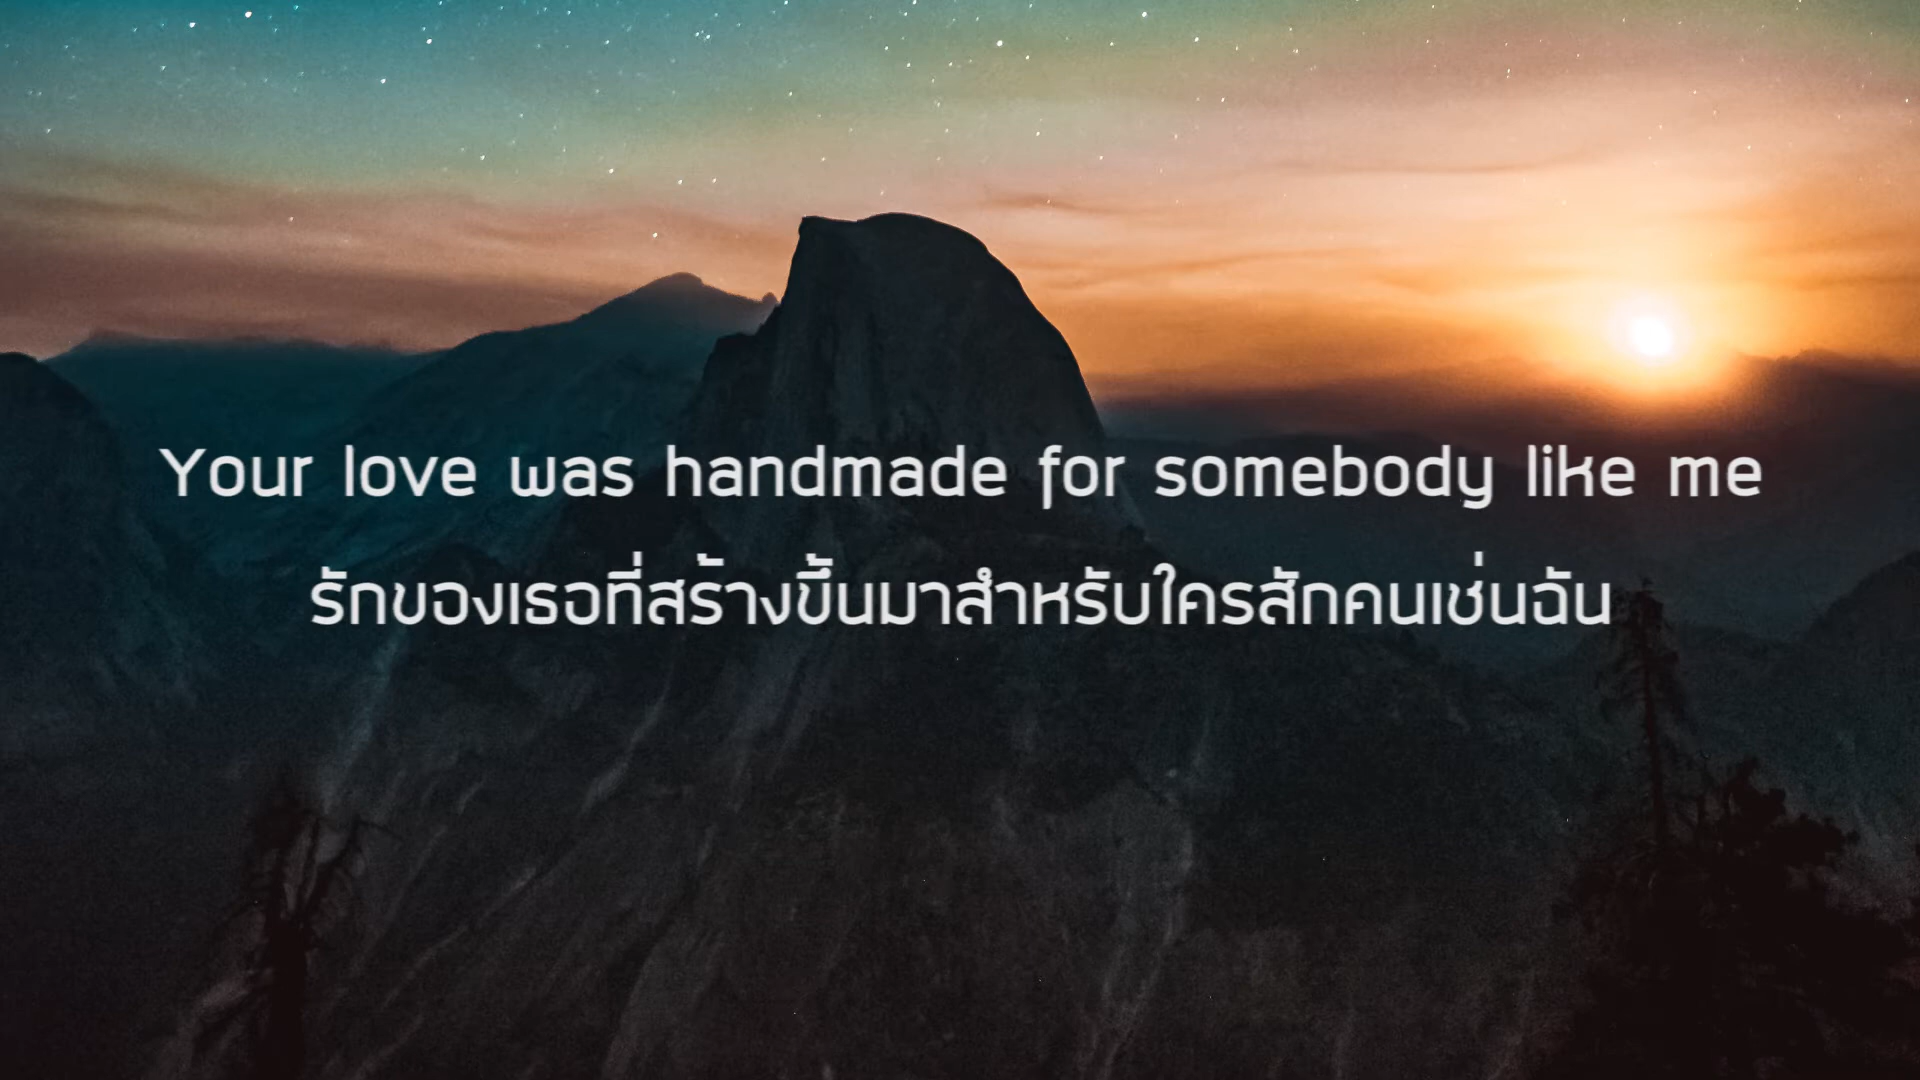 Your love was handmade for somebody like me
รักของเธอที่สร้างขึ้นมาสำหรับใครสักคนเช่นฉัน